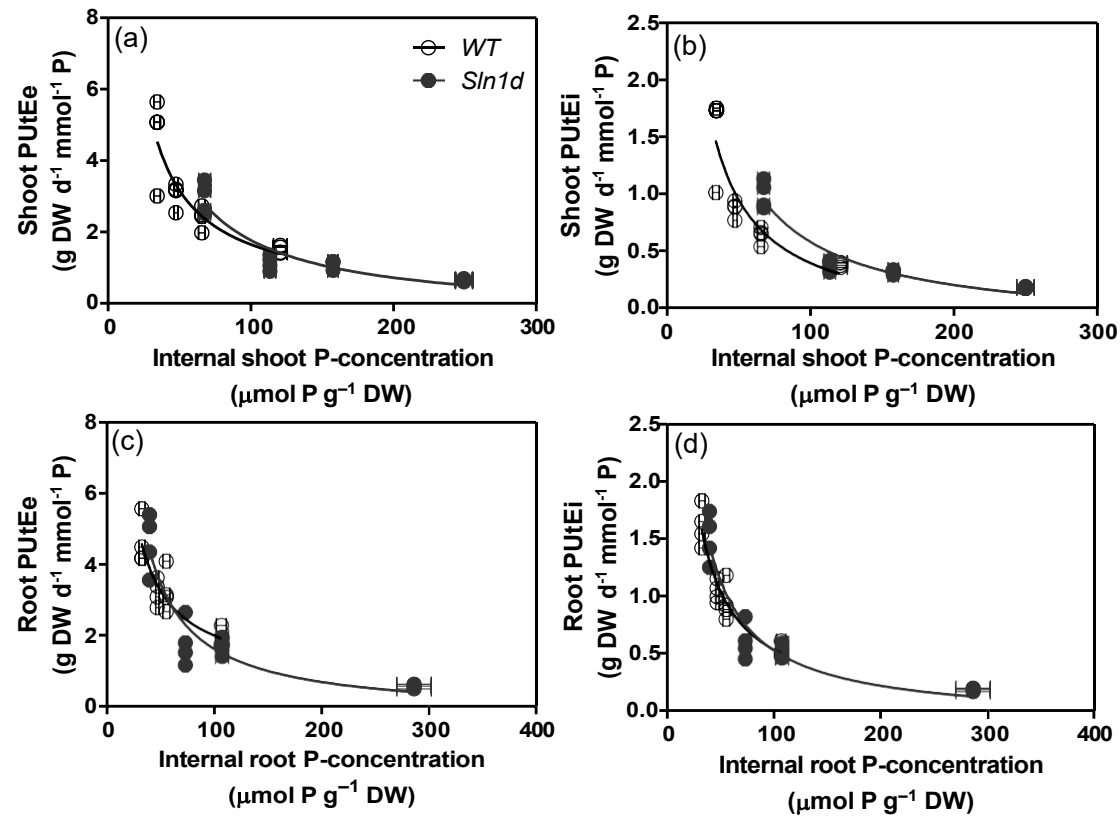 (a)
WT
Sln1d
Shoot PUtEe
(g DW d⁻¹ mmol⁻¹ P)
8
6
4
2
0
0 100 200 300
Internal shoot P-concentration
(μmol P g⁻¹ DW)
(b)
Shoot PUtEi
(g DW d⁻¹ mmol⁻¹ P)
2.5
2.0
1.5
1.0
0.5
0.0
0 100 200 300
Internal shoot P-concentration
(μmol P g⁻¹ DW)
(c)
Root PUtEe
(g DW d⁻¹ mmol⁻¹ P)
8
6
4
2
0
0 100 200 300 400
Internal root P-concentration
(μmol P g⁻¹ DW)
(d)
Root PUtEi
(g DW d⁻¹ mmol⁻¹ P)
2.5
2.0
1.5
1.0
0.5
0.0
0 100 200 300 400
Internal root P-concentration
(μmol P g⁻¹ DW)